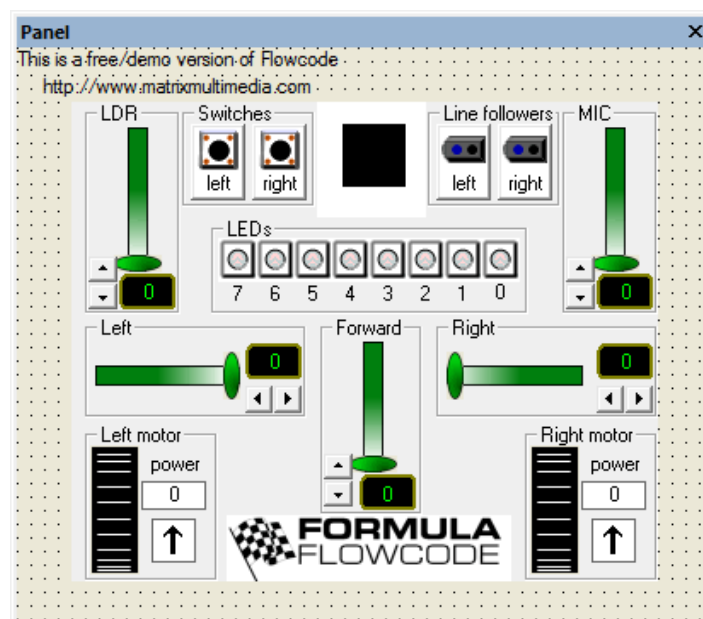 Panel
This is a free/demo version of Flowcode
http://www.matrixmultimedia.com
LDR
Switches
Line followers
MIC
left
right
left
right
LEDs
7 6 5 4 3 2 1 0
0
0
Left
Forward
Right
0
0
Left motor
Right motor
power
power
0
0
0
FORMULA
FLOWCODE